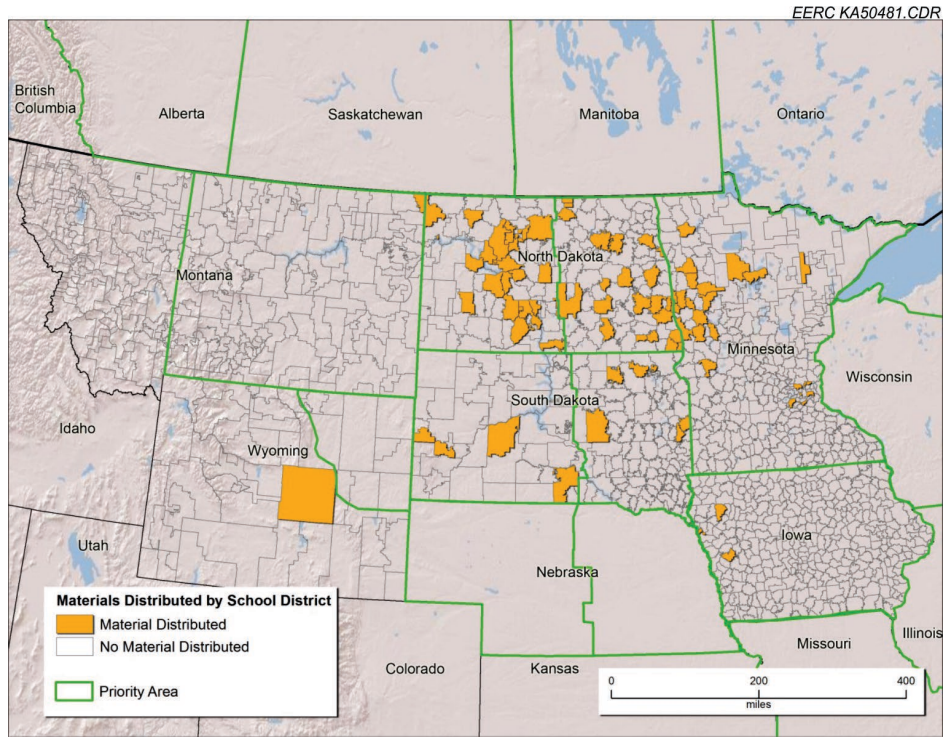 EERC KA50481.CDR
British
Columbia
Alberta
Saskatchewan
Manitoba
Ontario
North Dakota
Montana
Minnesota
Wisconsin
South Dakota
Idaho
Wyoming
Iowa
Utah
Nebraska
Materials Distributed by School District
Material Distributed
No Material Distributed
Priority Area
Colorado
Kansas
Missouri
Illinois
0 200 400
miles